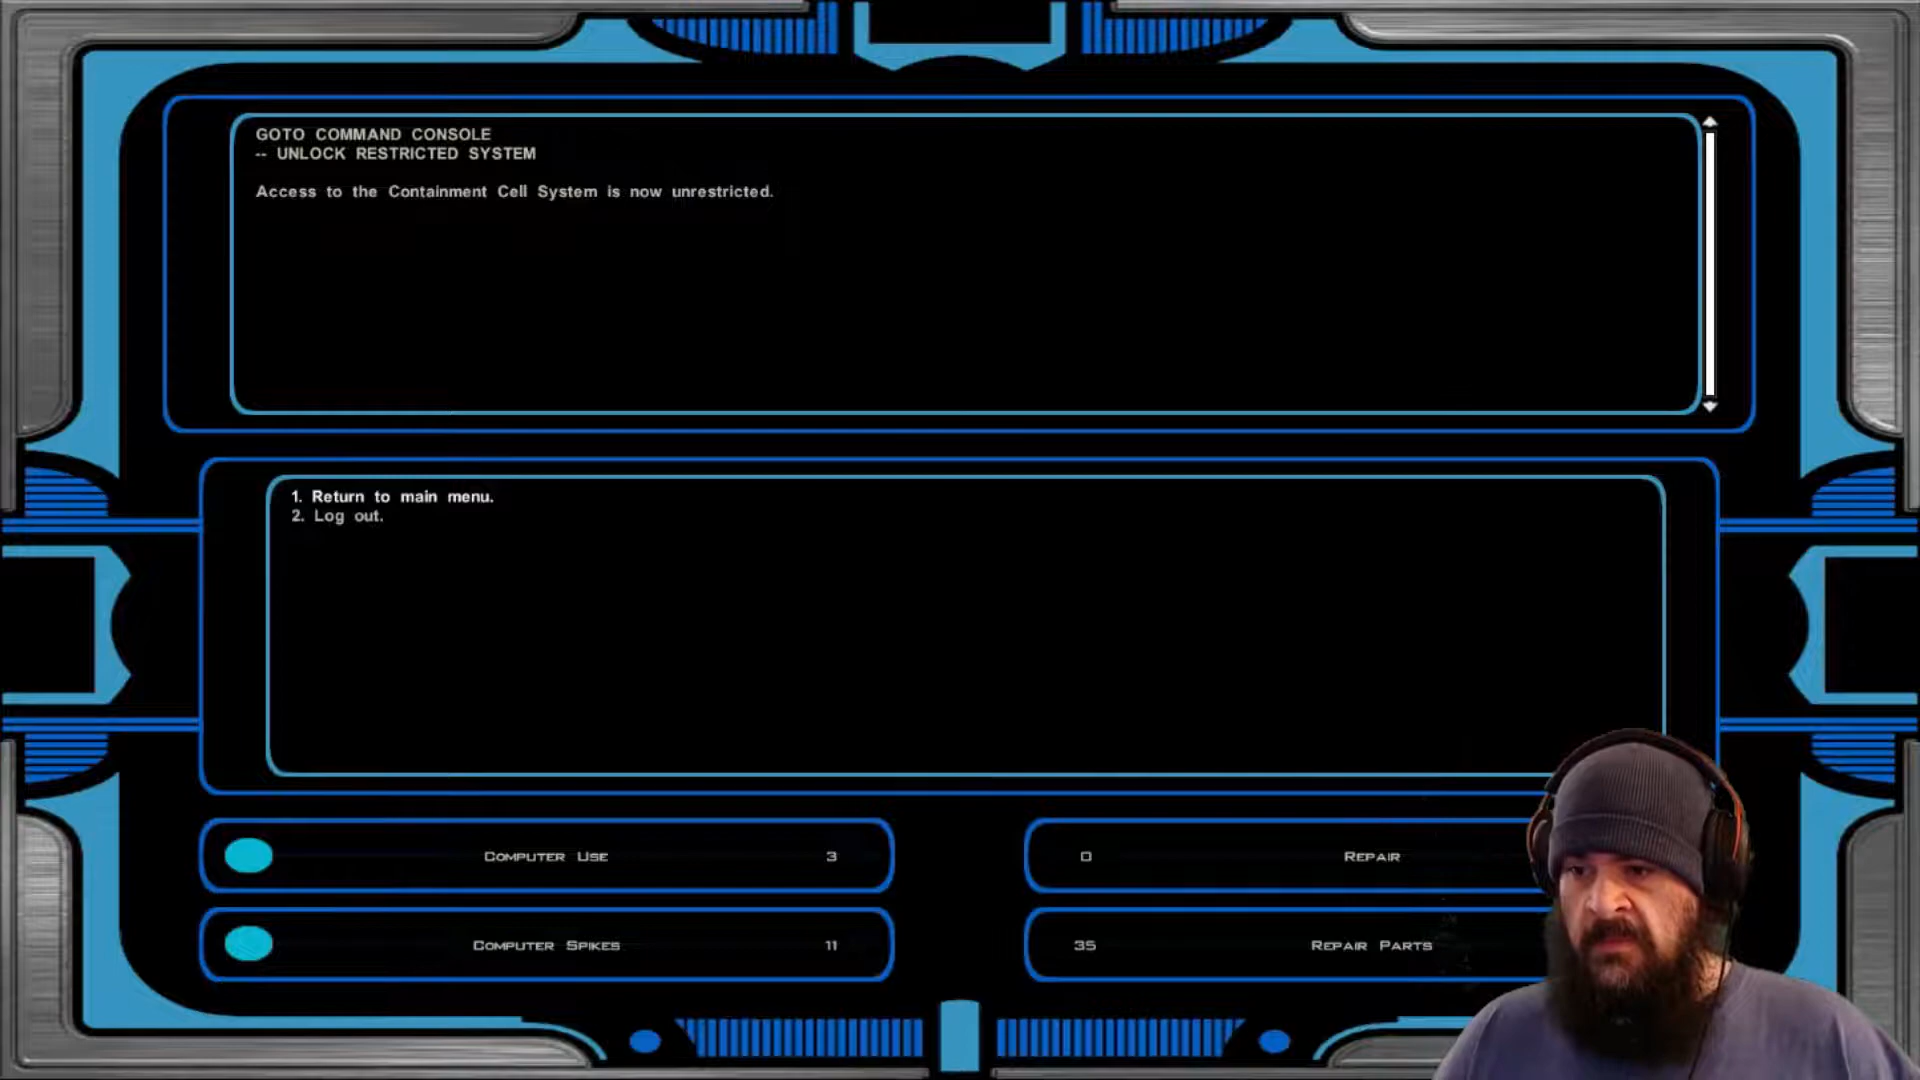 GOTO COMMAND CONSOLE
-- UNLOCK RESTRICTED SYSTEM
Access to the Containment Cell System is now unrestricted.
1. Return to main menu.
2. Log out.
Computer Use 3
0 Repair
Computer Spikes 11
35 Repair Parts